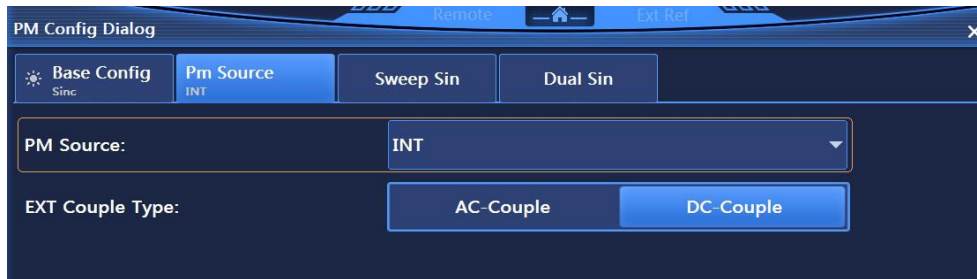 Remote
Ext Ref
PM Config Dialog
Base Config
Sinc
Pm Source
INT
Sweep Sin
Dual Sin
PM Source:
INT
EXT Couple Type:
AC-Couple
DC-Couple